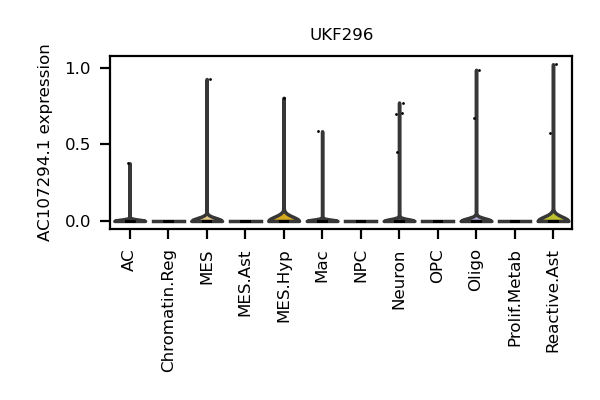 UKF296
AC107294.1 expression
1.0
0.5
0.0
AC
Chromatin.Reg
MES
MES.Ast
MES.Hyp
Mac
NPC
Neuron
OPC
Oligo
Prolif.Metab
Reactive.Ast